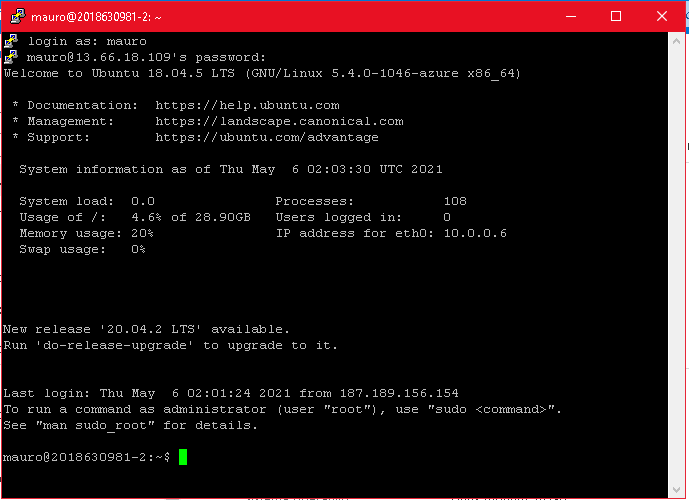 mauro@2018630981-2: ~
login as: mauro
mauro@13.66.18.109's password:
Welcome to Ubuntu 18.04.5 LTS (GNU/Linux 5.4.0-1046-azure x86_64)
* Documentation:  https://help.ubuntu.com
* Management:     https://landscape.canonical.com
* Support:        https://ubuntu.com/advantage
System information as of Thu May  6 02:03:30 UTC 2021
System load:  0.0               Processes:           108
Usage of /:   4.6% of 28.90GB   Users logged in:     0
Memory usage: 20%               IP address for eth0: 10.0.0.6
Swap usage:   0%
New release '20.04.2 LTS' available.
Run 'do-release-upgrade' to upgrade to it.
Last login: Thu May  6 02:01:24 2021 from 187.189.156.154
To run a command as administrator (user "root"), use "sudo <command>".
See "man sudo_root" for details.
mauro@2018630981-2:~$